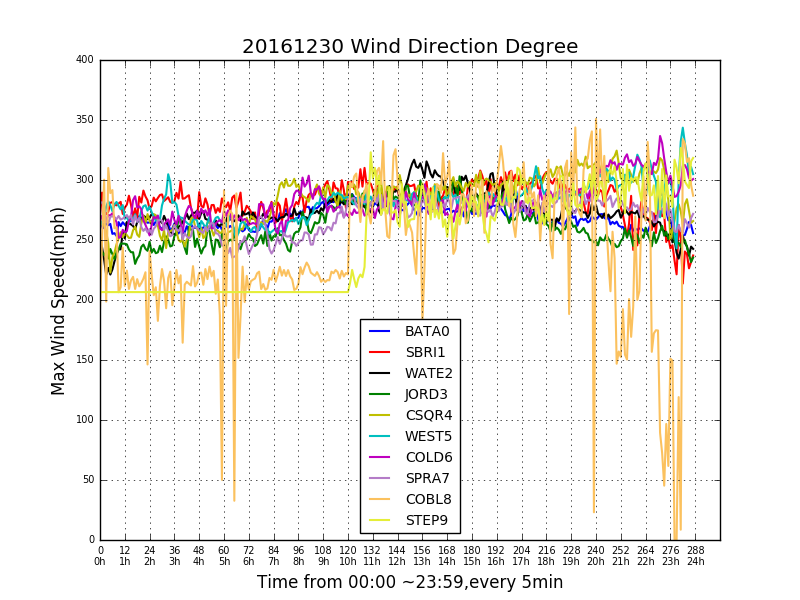 20161230 Wind Direction Degree
400
350
300
250
200
150
100
50
0
Max Wind Speed(mph)
BATA0
SBRI1
WATE2
JORD3
CSQR4
WEST5
COLD6
SPRA7
COBL8
STEP9
0 12 24 36 48 60 72 84 96 108 120 132 144 156 168 180 192 204 216 228 240 252 264 276 288
0h 1h 2h 3h 4h 5h 6h 7h 8h 9h 10h 11h 12h 13h 14h 15h 16h 17h 18h 19h 20h 21h 22h 23h 24h
Time from 00:00 ~23:59,every 5min